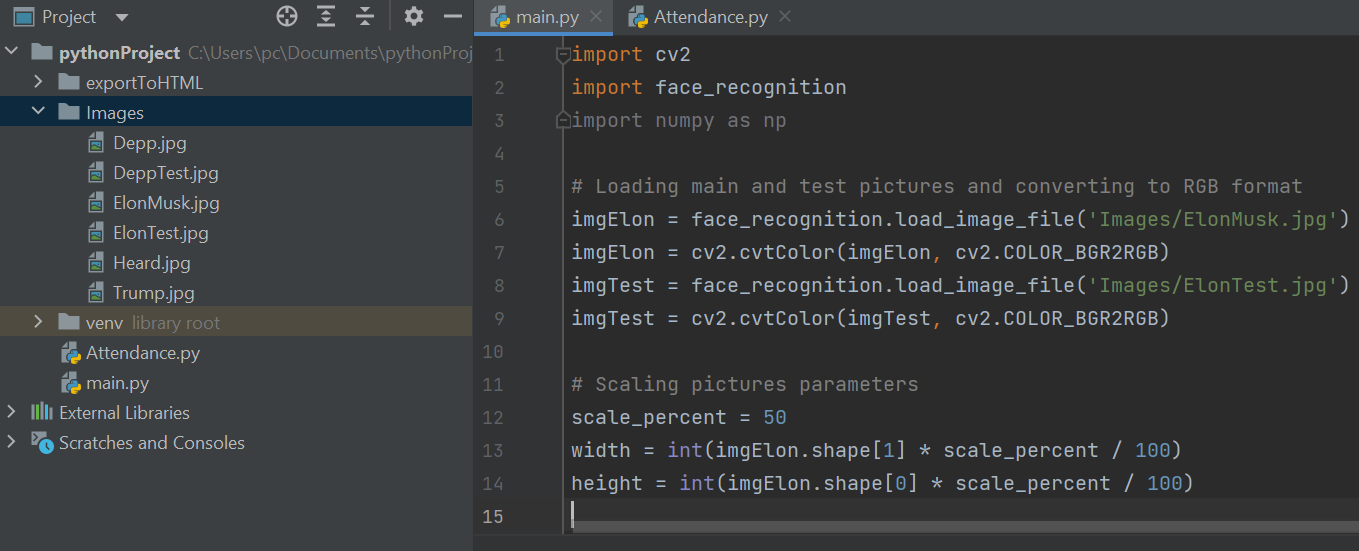 Project
pythonProject C:\Users\pc\Documents\pythonProj
exportToHTML
Images
Depp.jpg
DeppTest.jpg
ElonMusk.jpg
ElonTest.jpg
Heard.jpg
Trump.jpg
venv library root
Attendance.py
main.py
External Libraries
Scratches and Consoles
main.py Attendance.py
1 import cv2
2 import face_recognition
3 import numpy as np
4
5 # Loading main and test pictures and converting to RGB format
6 imgElon = face_recognition.load_image_file('Images/ElonMusk.jpg')
7 imgElon = cv2.cvtColor(imgElon, cv2.COLOR_BGR2RGB)
8 imgTest = face_recognition.load_image_file('Images/ElonTest.jpg')
9 imgTest = cv2.cvtColor(imgTest, cv2.COLOR_BGR2RGB)
10
11 # Scaling pictures parameters
12 scale_percent = 50
13 width = int(imgElon.shape[1] * scale_percent / 100)
14 height = int(imgElon.shape[0] * scale_percent / 100)
15